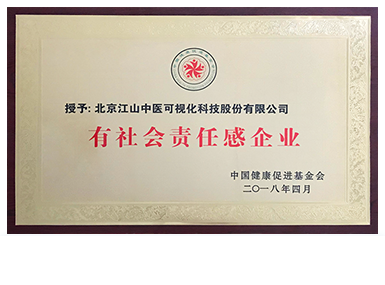 授予:北京江山中医可视化科技股份有限公司
有社会责任感企业
中国健康促进基金会
二〇一八年四月